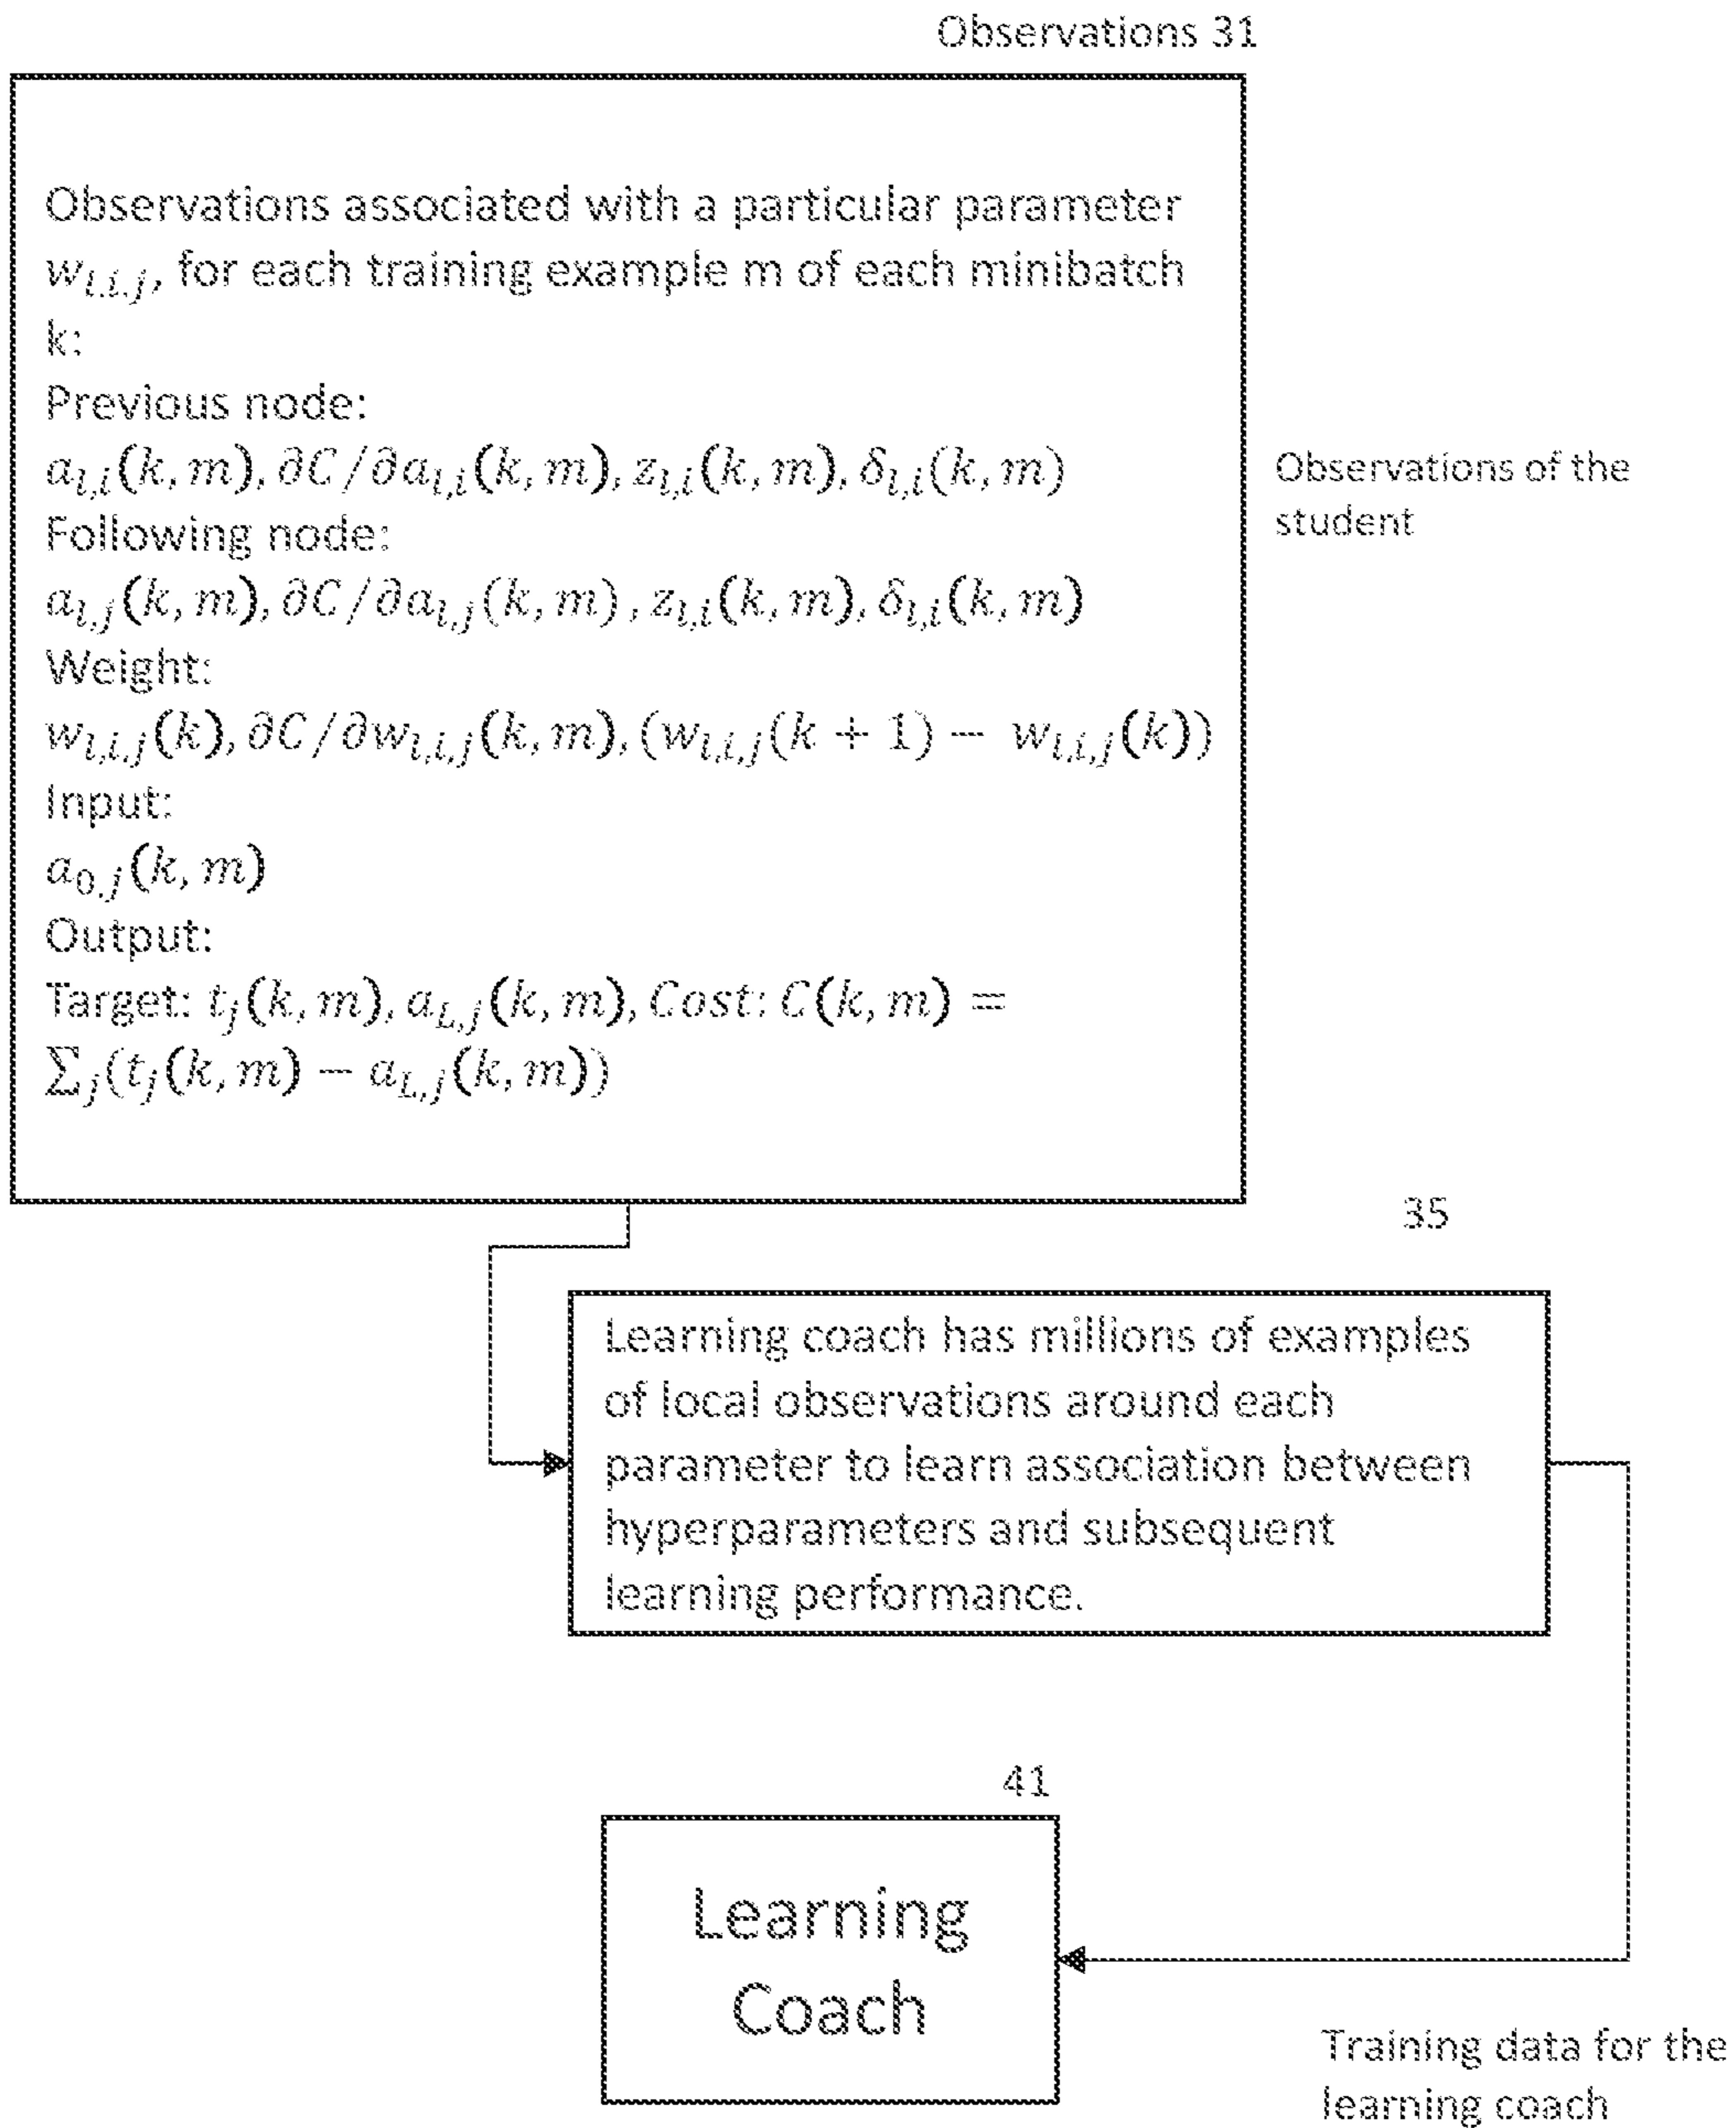 Observations 31
Observations associated with a particular parameter
w_{l,i,j}, for each training example m of each minibatch
k:
Previous node:
a_{l,i}(k, m), ∂C/∂a_{l,i}(k, m), z_{l,i}(k, m), δ_{l,i}(k, m)
Following node:
a_{l,j}(k, m), ∂C/∂a_{l,j}(k, m) , z_{l,i}(k, m), δ_{l,i}(k, m)
Weight:
w_{l,i,j}(k), ∂C/∂w_{l,i,j}(k, m), (w_{l,i,j}(k + 1) − w_{l,i,j}(k))
Input:
a_{0,j}(k, m)
Output:
Target: t_j(k, m), a_{L,j}(k, m), Cost: C(k, m) =
∑_j(t_j(k, m) − a_{L,j}(k, m))
Observations of the
student
35
Learning coach has millions of examples
of local observations around each
parameter to learn association between
hyperparameters and subsequent
learning performance.
41
Learning
Coach
Training data for the
learning coach